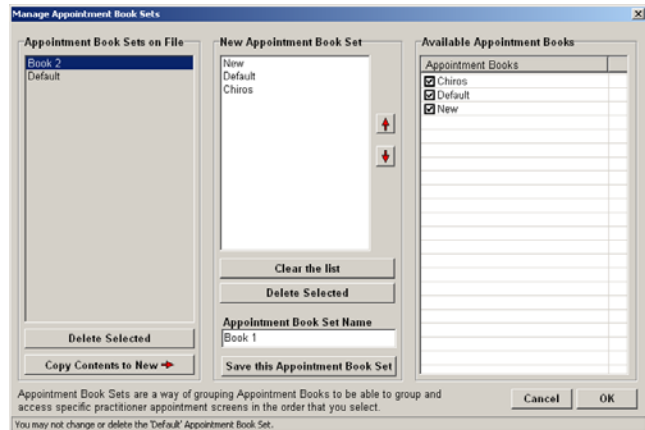 Manage Appointment Book Sets
Appointment Book Sets on File
Book 2
Default
Delete Selected
Copy Contents to New
New Appointment Book Set
New
Default
Chiros
Clear the list
Delete Selected
Appointment Book Set Name
Book 1
Save this Appointment Book Set
Available Appointment Books
Appointment Books
Chiros
Default
New
Appointment Book Sets are a way of grouping Appointment Books to be able to group and
access specific practitioner appointment screens in the order that you select.
Cancel
OK
You may not change or delete the 'Default' Appointment Book Set.